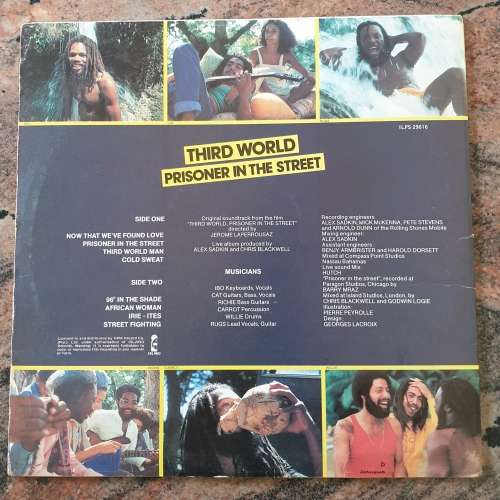 ILPS 29616
THIRD WORLD
PRISONER IN THE STREET
SIDE ONE
NOW THAT WE'VE FOUND LOVE
PRISONER IN THE STREET
THIRD WORLD MAN
COLD SWEAT
SIDE TWO
96° IN THE SHADE
AFRICAN WOMAN
IRIE - ITES
STREET FIGHTING
Original soundtrack from the film
"THIRD WORLD, PRISONER IN THE STREET"
directed by
JEROME LAPERROUSAZ
Live album produced by
ALEX SADKIN and CHRIS BLACKWELL
MUSICIANS
IBO Keyboards, Vocals
CAT Guitars, Bass, Vocals
RICHIE Bass Guitars
CARROT Percussion
WILLIE Drums
RUGS Lead Vocals, Guitar
Recording engineers:
ALEX SADKIN, MICK McKENNA, PETE STEVENS
and ARNOLD DUNN of the Rolling Stones Mobile
Mixing engineer:
ALEX SADKIN
Assistent engineers
BENJY ARMBRISTER and HAROLD DORSETT
Mixed at Compass Point Studios
Nassau Bahamas
Live sound Mix
HUTCH
"Prisoner in the street", recorded at
Paragon Studios, Chicago by
BARRY MRAZ
Mixed at Island Studios, London, by
CHRIS BLACKWELL and GODWIN LOGIE
Illustration
PIERRE PEYROLLE
Design
GEORGES LACROIX
ISLAND